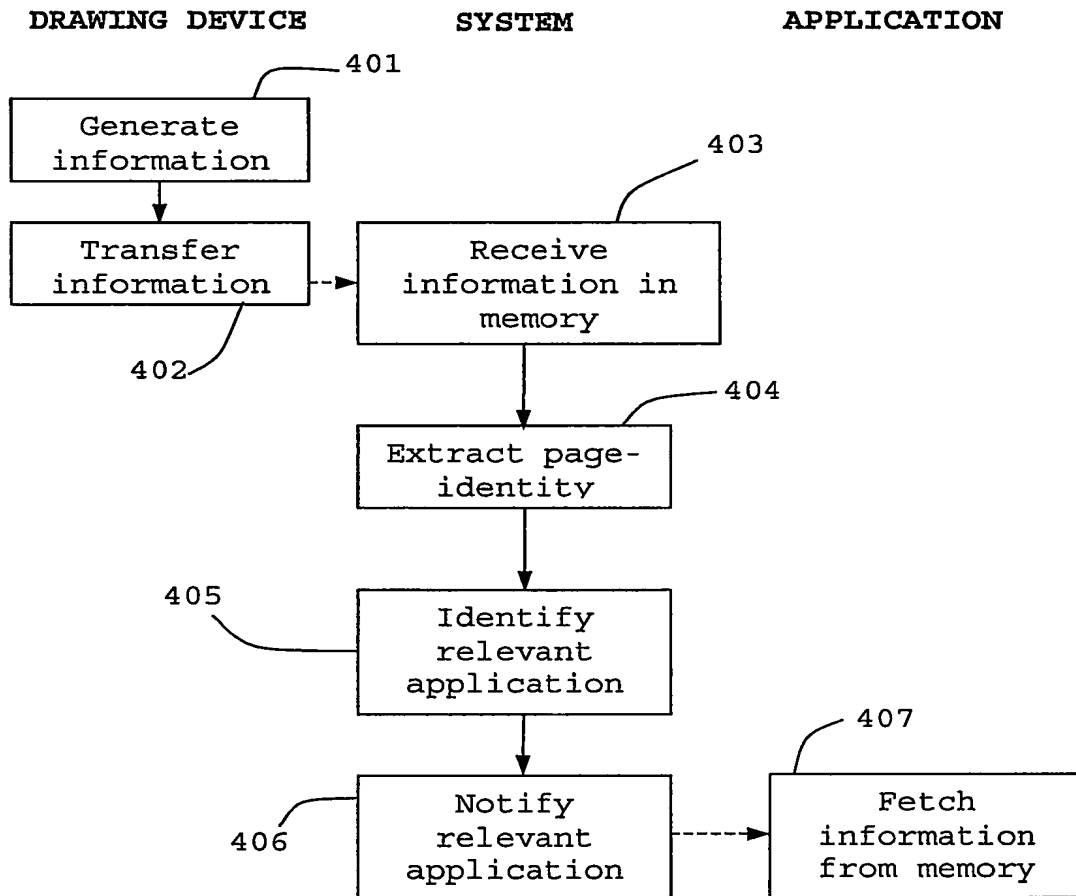 DRAWING DEVICE SYSTEM APPLICATION
401
Generate
information
403
Transfer
information
Receive
information in
memory
402
404
Extract page-
identity
405
Identify
relevant
application
407
406
Notify
relevant
application
Fetch
information
from memory